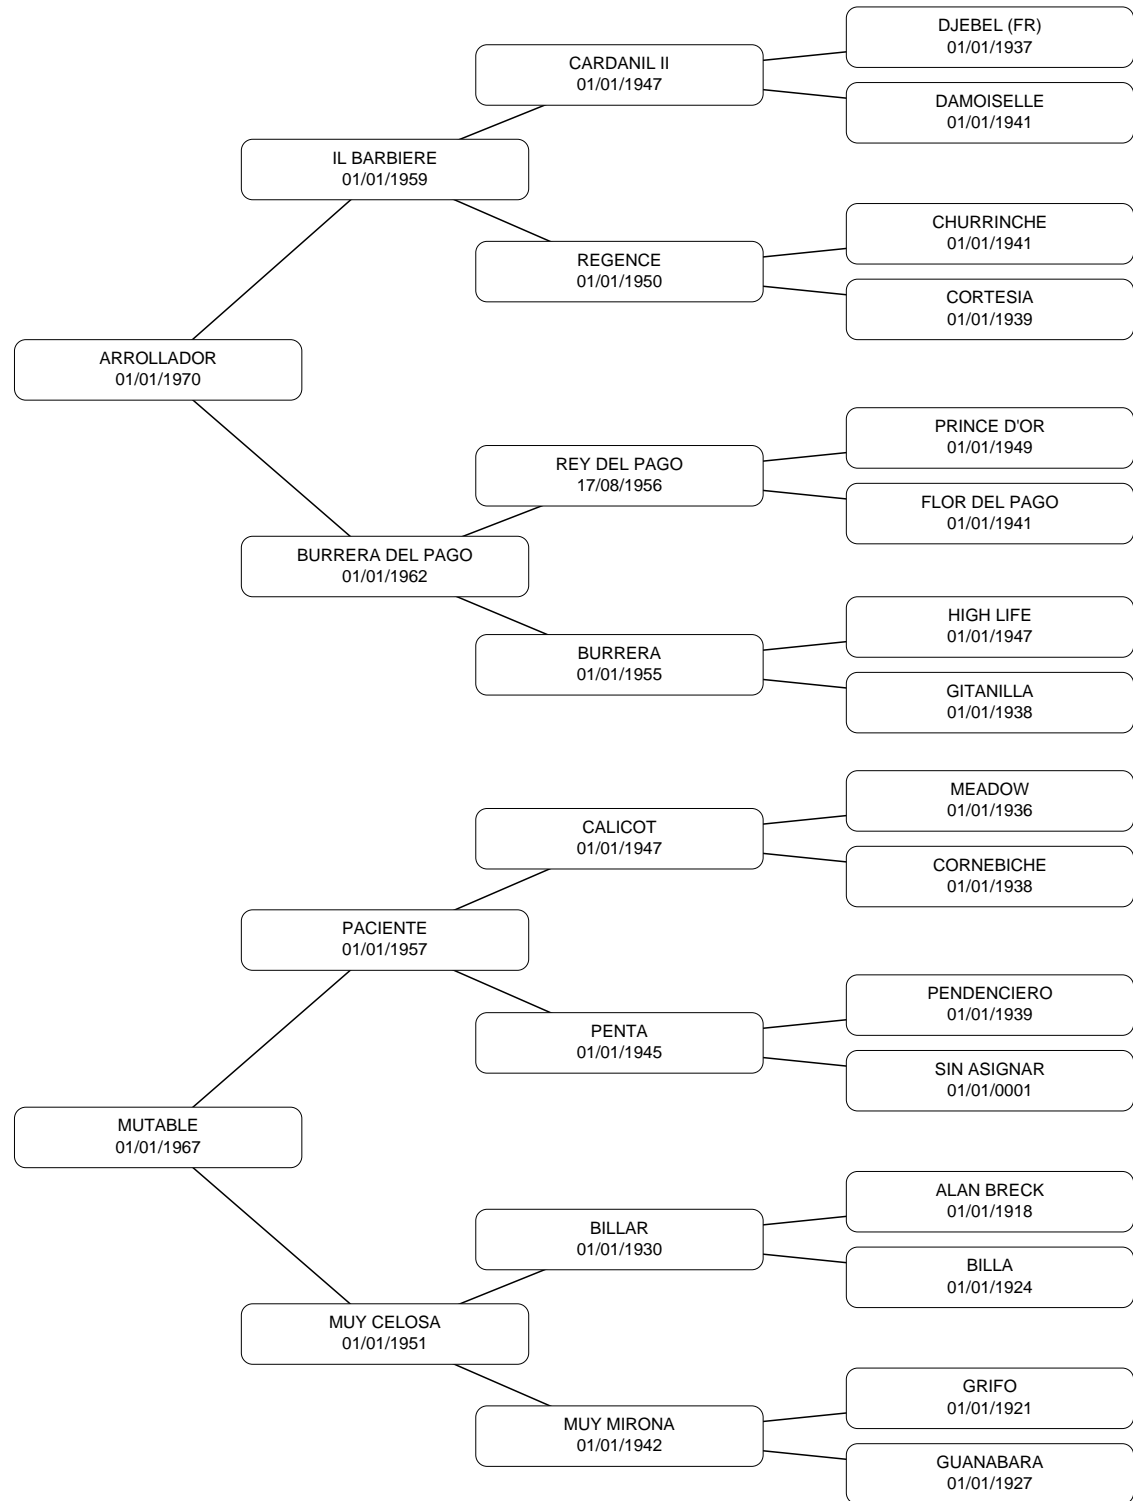 DJEBEL (FR)
01/01/1937
CARDANIL II
01/01/1947
DAMOISELLE
01/01/1941
IL BARBIERE
01/01/1959
CHURRINCHE
01/01/1941
REGENCE
01/01/1950
CORTESIA
01/01/1939
ARROLLADOR
01/01/1970
PRINCE D'OR
01/01/1949
REY DEL PAGO
17/08/1956
FLOR DEL PAGO
01/01/1941
BURRERA DEL PAGO
01/01/1962
HIGH LIFE
01/01/1947
BURRERA
01/01/1955
GITANILLA
01/01/1938
MEADOW
01/01/1936
CALICOT
01/01/1947
CORNEBICHE
01/01/1938
PACIENTE
01/01/1957
PENDENCIERO
01/01/1939
PENTA
01/01/1945
SIN ASIGNAR
01/01/0001
MUTABLE
01/01/1967
ALAN BRECK
01/01/1918
BILLAR
01/01/1930
BILLA
01/01/1924
MUY CELOSA
01/01/1951
GRIFO
01/01/1921
MUY MIRONA
01/01/1942
GUANABARA
01/01/1927